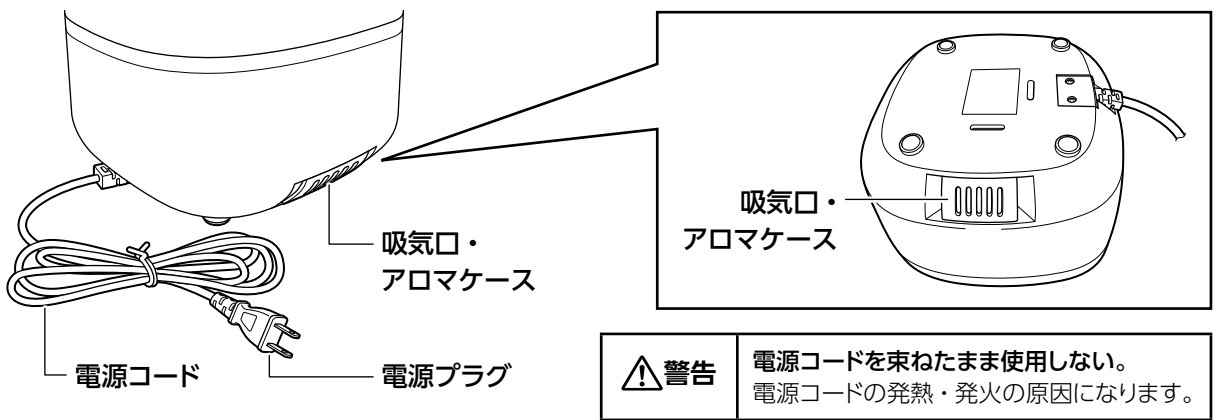 吸気口・
アロマケース
吸気口・
アロマケース
電源コード
電源プラグ
警告
電源コードを束ねたまま使用しない。
電源コードの発熱・発火の原因になります。